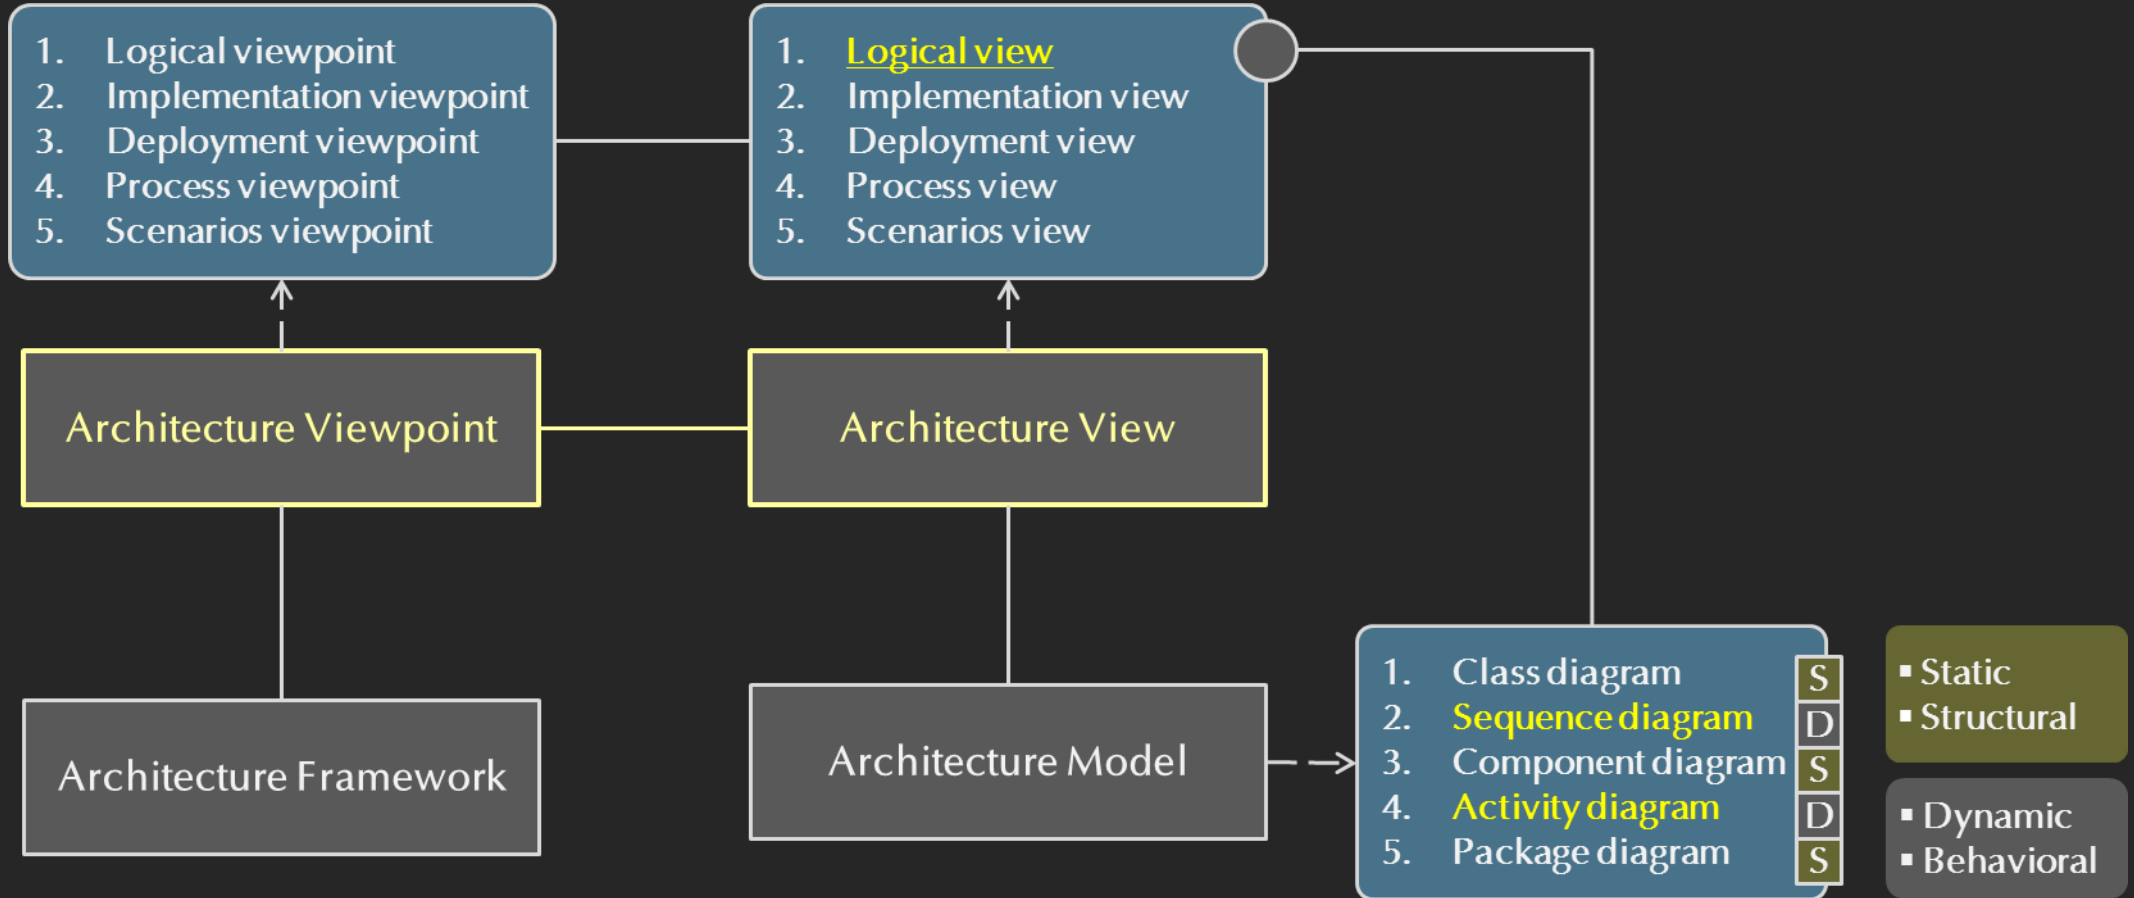 1. Logical viewpoint
2. Implementation viewpoint
3. Deployment viewpoint
4. Process viewpoint
5. Scenarios viewpoint
1. Logical view
2. Implementation view
3. Deployment view
4. Process view
5. Scenarios view
Architecture Viewpoint
Architecture View
Architecture Framework
Architecture Model
1. Class diagram S
2. Sequence diagram D
3. Component diagram S
4. Activity diagram D
5. Package diagram S
▪ Static
▪ Structural
▪ Dynamic
▪ Behavioral